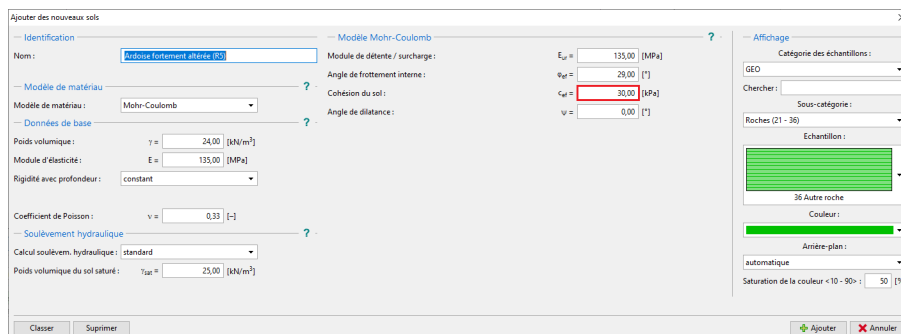 Ajouter des nouveaux sols
Identification
Nom :
Ardoise fortement altérée (R5)
Modèle de matériau
?
Modèle de matériau :
Mohr-Coulomb
Données de base
?
Poids volumique :
γ =
24,00
[kN/m³]
Module d'élasticité :
E =
135,00
[MPa]
Rigidité avec profondeur :
constant
Coefficient de Poisson :
ν =
0,33
[–]
Soulèvement hydraulique
?
Calcul soulèvem. hydraulique :
standard
Poids volumique du sol saturé :
γsat =
25,00
[kN/m³]
Modèle Mohr-Coulomb
?
Module de détente / surcharge :
Eur =
135,00
[MPa]
Angle de frottement interne :
φef =
29,00
[°]
Cohésion du sol :
cef =
30,00
[kPa]
Angle de dilatance :
ψ =
0,00
[°]
Affichage
Catégorie des échantillons :
GEO
Chercher :
Sous-catégorie :
Roches (21 - 36)
Echantillon :
36 Autre roche
Couleur :
Arrière-plan :
automatique
Saturation de la couleur <10 - 90> :
50
Classer
Suprimer
Ajouter
Annuler